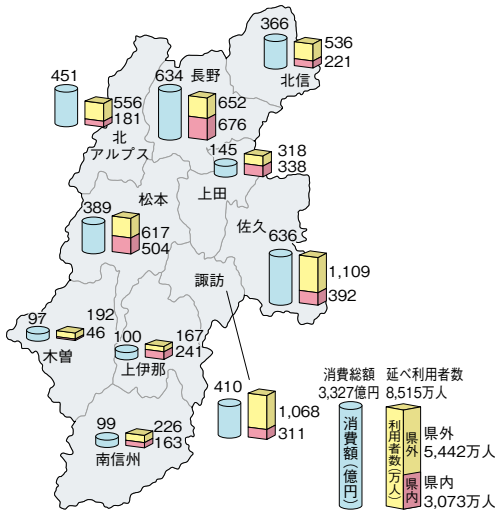 366
536
221
北信
451
556
181
北
アルプス
634
長野
652
676
145
318
338
上田
松本
389
617
504
佐久
636
1,109
392
諏訪
97
192
46
木曽
100
167
241
上伊那
410
1,068
311
99
226
163
南信州
消費総額
3,327億円
延べ利用者数
8,515万人
消費額(億円)
利用者数(万人)
県外
県内
県外
5,442万人
県内
3,073万人